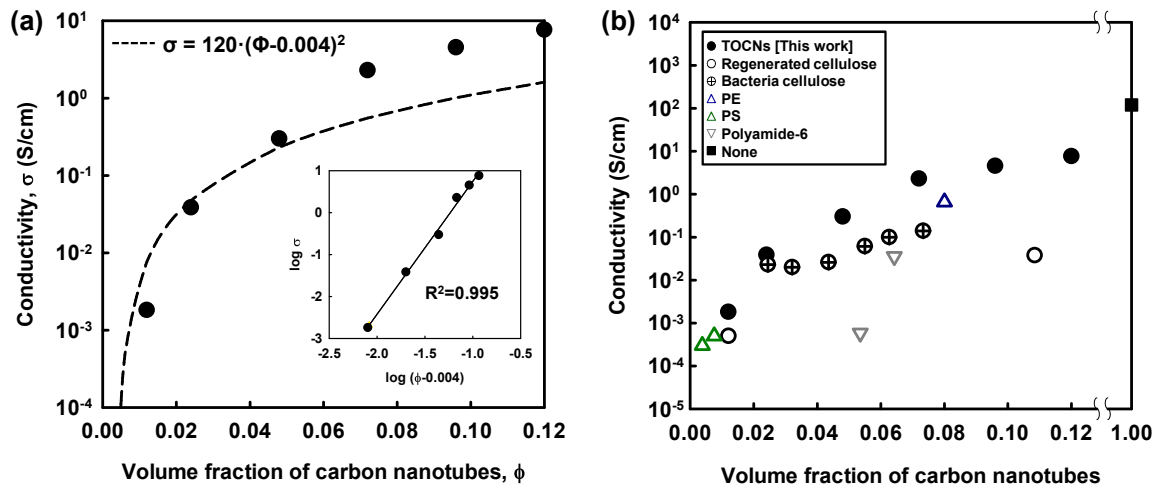 (a)
10¹
10⁰
10⁻¹
10⁻²
10⁻³
10⁻⁴
Conductivity, σ (S/cm)
σ = 120·(Φ-0.004)²
1
0
-1
-2
-3
log σ
R²=0.995
-2.5 -2.0 -1.5 -1.0 -0.5
log (ϕ-0.004)
0.00 0.02 0.04 0.06 0.08 0.10 0.12
Volume fraction of carbon nanotubes, ϕ
(b)
10⁴
10³
10²
10¹
10⁰
10⁻¹
10⁻²
10⁻³
10⁻⁴
10⁻⁵
Conductivity (S/cm)
TOCNs [This work]
Regenerated cellulose
Bacteria cellulose
PE
PS
Polyamide-6
None
0.00 0.02 0.04 0.06 0.08 0.10 0.12 1.00
Volume fraction of carbon nanotubes